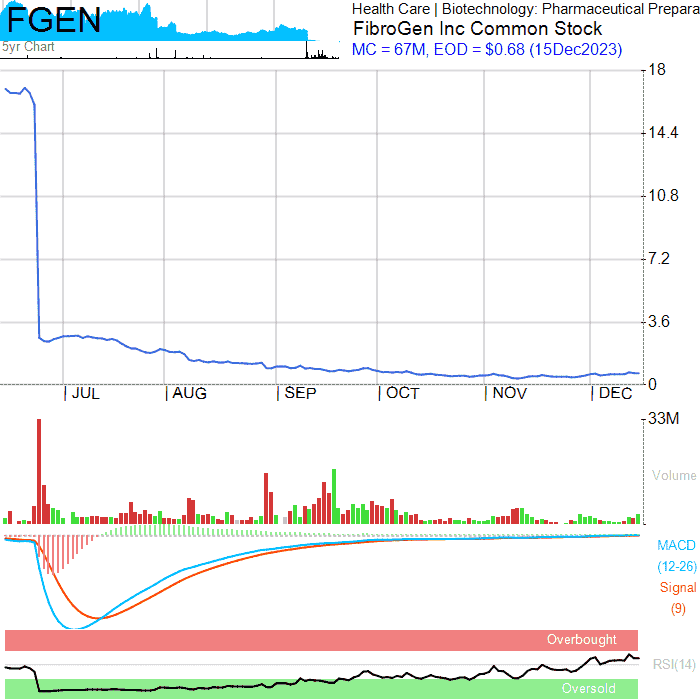 FGEN
5yr Chart
Health Care | Biotechnology: Pharmaceutical Prepara
FibroGen Inc Common Stock
MC = 67M, EOD = $0.68 (15Dec2023)
18
14.4
10.8
7.2
3.6
0
| JUL | AUG | SEP | OCT | NOV | DEC
33M
Volume
MACD
(12-26)
Signal
(9)
Overbought
RSI(14)
Oversold